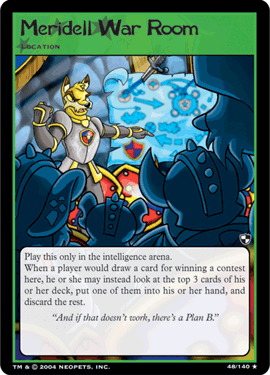 Meridell War Room
LOCATION
Play this only in the intelligence arena.
When a player would draw a card for winning a contest
here, he or she may instead look at the top 3 cards of his
or her deck, put one of them into his or her hand, and
discard the rest.
"And if that doesn't work, there's a Plan B."
TM & © 2004 NEOPETS, INC.
48/140 ★